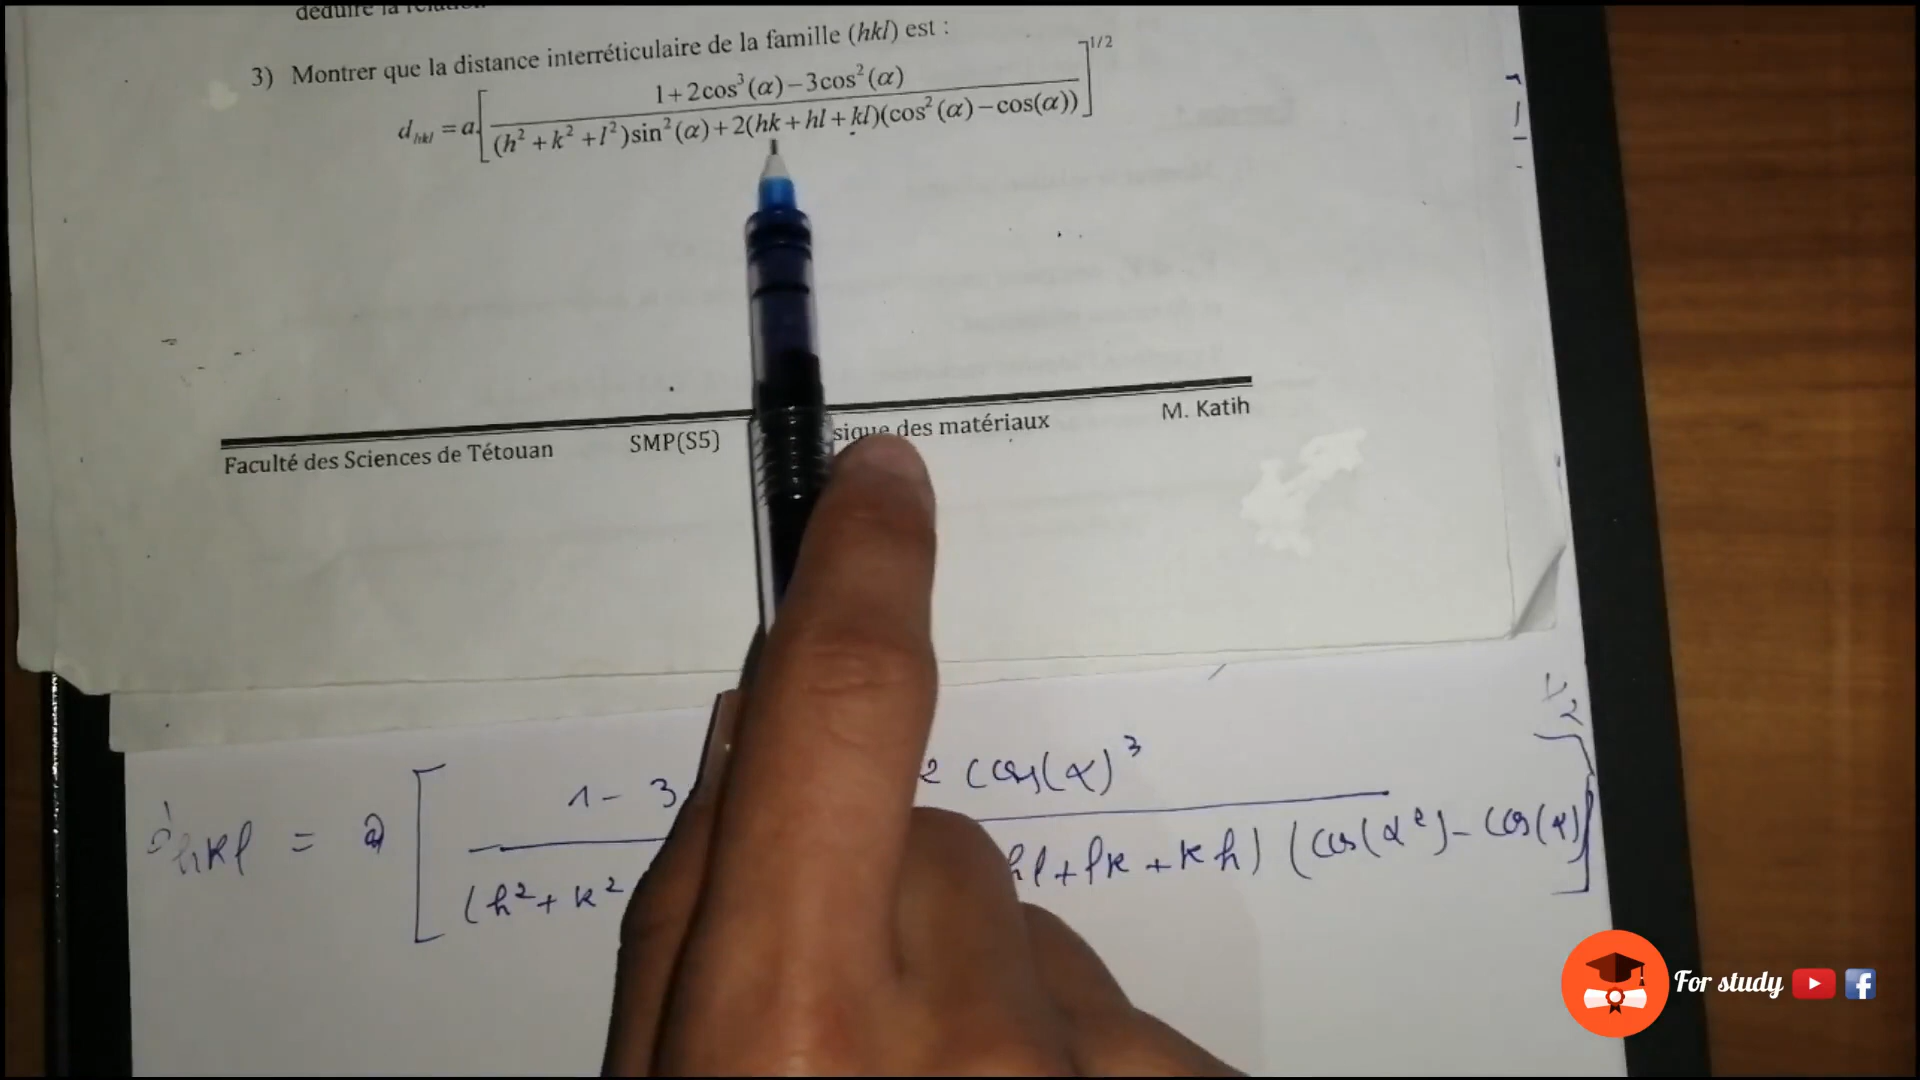 déduire la relation
3) Montrer que la distance interréticulaire de la famille (hkl) est :
d_hkl = a [ (1+2cos³(α)−3cos²(α)) / ((h²+k²+l²)sin²(α)+2(hk+hl+kl)(cos²(α)−cos(α))) ]^1/2
Faculté des Sciences de Tétouan SMP(S5) sique des matériaux M. Katih
hkl = a [ 1 - 3 2 cos(α)³ ]^1/2
(h² + k² hl + lk + kh) (cos(α²) - cos(α)
For study